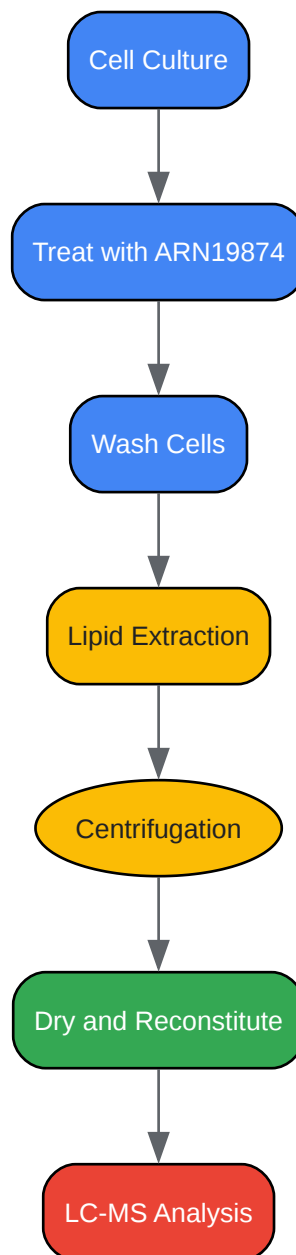 Cell Culture
Treat with ARN19874
Wash Cells
Lipid Extraction
Centrifugation
Dry and Reconstitute
LC-MS Analysis